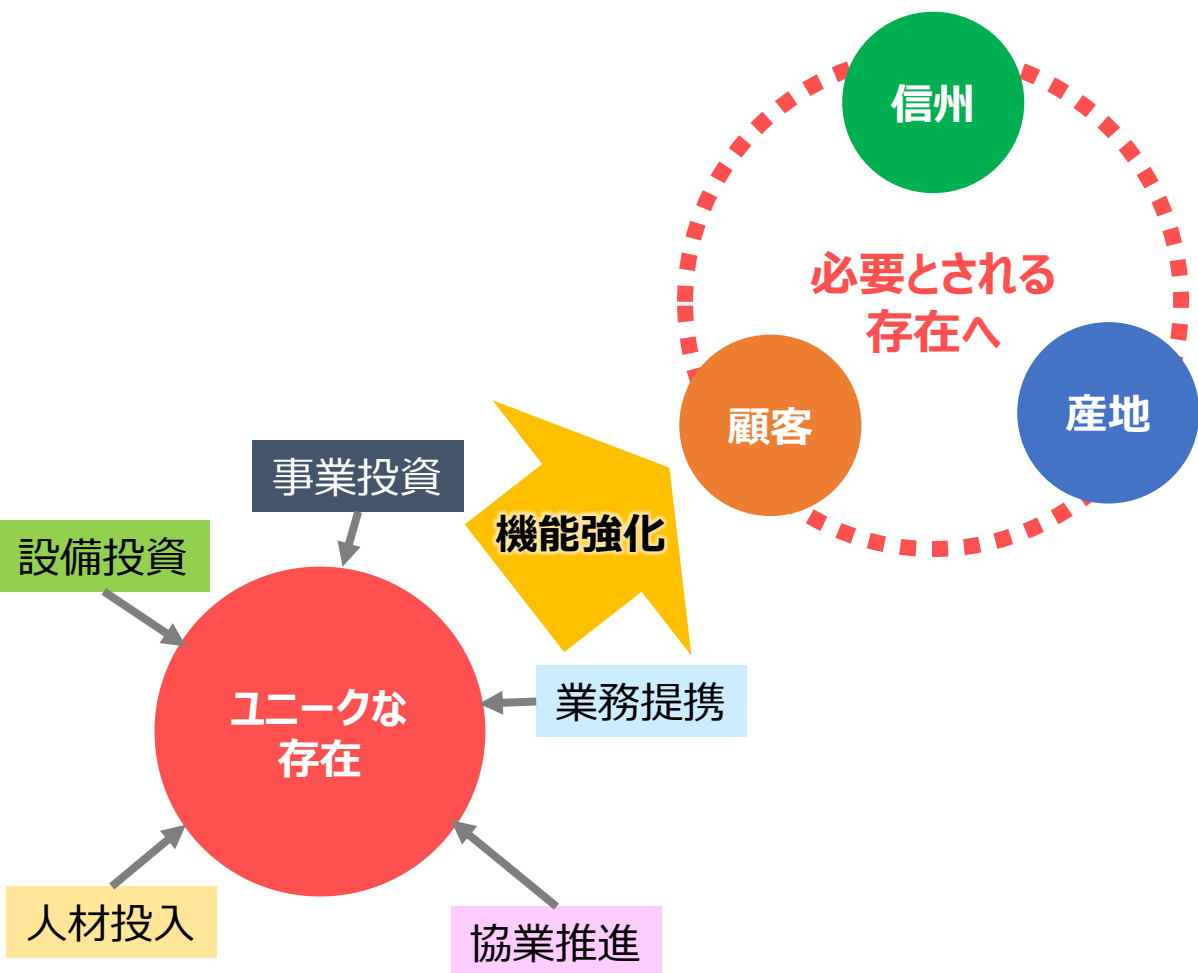 信州
必要とされる
存在へ
顧客
産地
事業投資
機能強化
設備投資
ユニークな
存在
業務提携
人材投入
協業推進